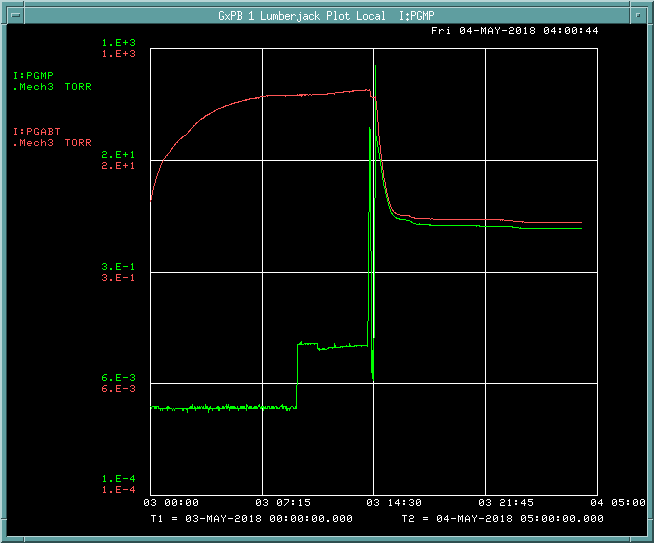 GxPB 1 Lumberjack Plot Local I:PGMP
Fri 04-MAY-2018 04:00:44
1.E+3
1.E+3
I:PGMP
.Mech3 TORR
I:PGABT
.Mech3 TORR
2.E+1
2.E+1
3.E-1
3.E-1
6.E-3
6.E-3
1.E-4
1.E-4
03 00:00 03 07:15 03 14:30 03 21:45 04 05:00
T1 = 03-MAY-2018 00:00:00.000 T2 = 04-MAY-2018 05:00:00.000